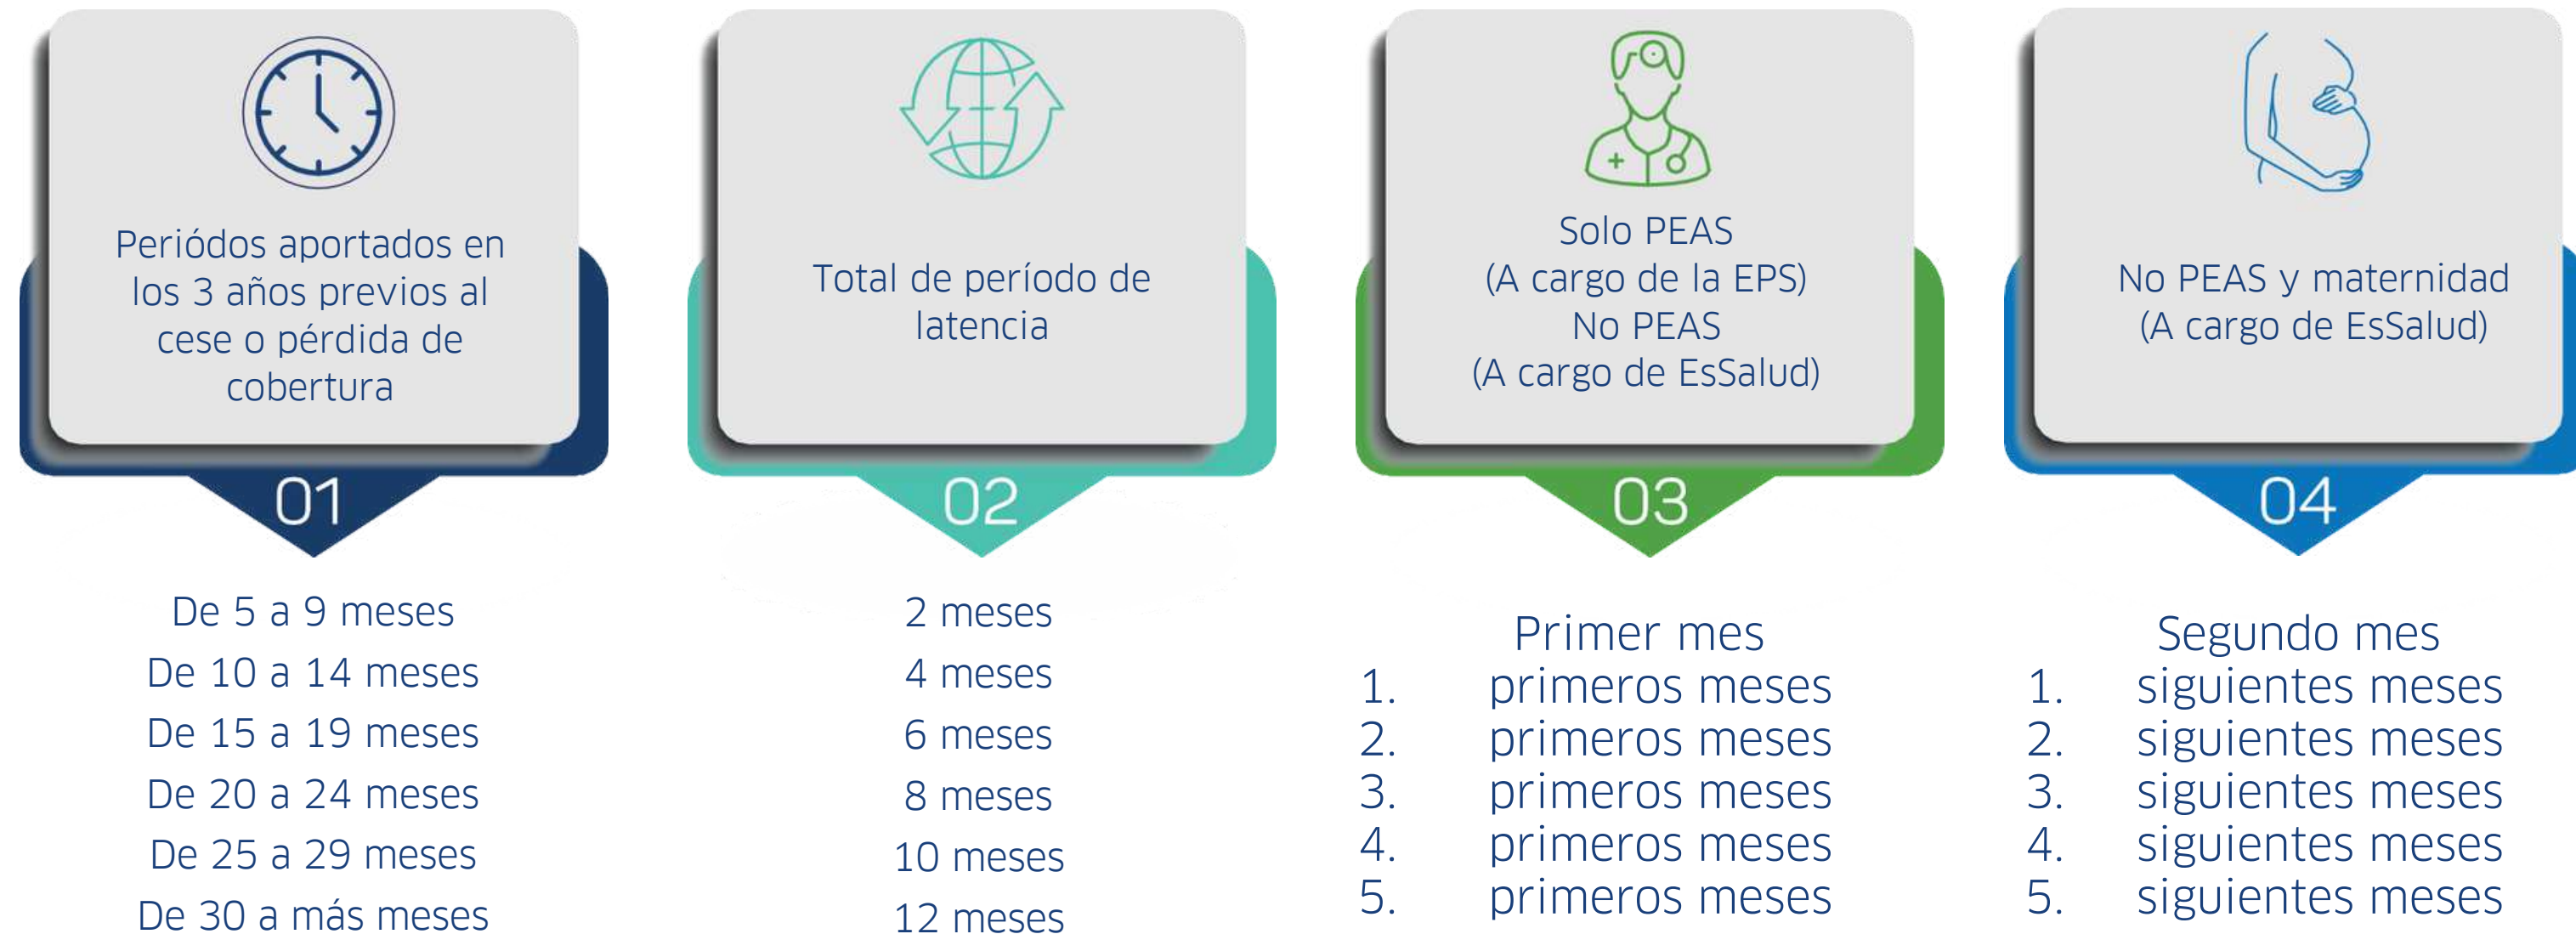 Periódos aportados en
los 3 años previos al
cese o pérdida de
cobertura
01
De 5 a 9 meses
De 10 a 14 meses
De 15 a 19 meses
De 20 a 24 meses
De 25 a 29 meses
De 30 a más meses
Total de período de
latencia
02
2 meses
4 meses
6 meses
8 meses
10 meses
12 meses
Solo PEAS
(A cargo de la EPS)
No PEAS
(A cargo de EsSalud)
03
Primer mes
1. primeros meses
2. primeros meses
3. primeros meses
4. primeros meses
5. primeros meses
No PEAS y maternidad
(A cargo de EsSalud)
04
Segundo mes
1. siguientes meses
2. siguientes meses
3. siguientes meses
4. siguientes meses
5. siguientes meses